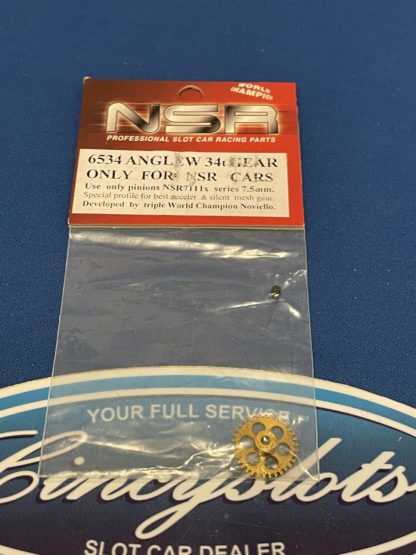 WORLD
CHAMPION
NSR
PROFESSIONAL SLOT CAR RACING PARTS
6534 ANGLEW 34t GEAR
ONLY FOR NSR CARS
Use only pinions NSR7111x series 7.5mm.
Special profile for best acceler. & silent mesh gear.
Developed by triple World Champion Noviello.
YOUR FULL SERVICE
Cincyslots
SLOT CAR DEALER